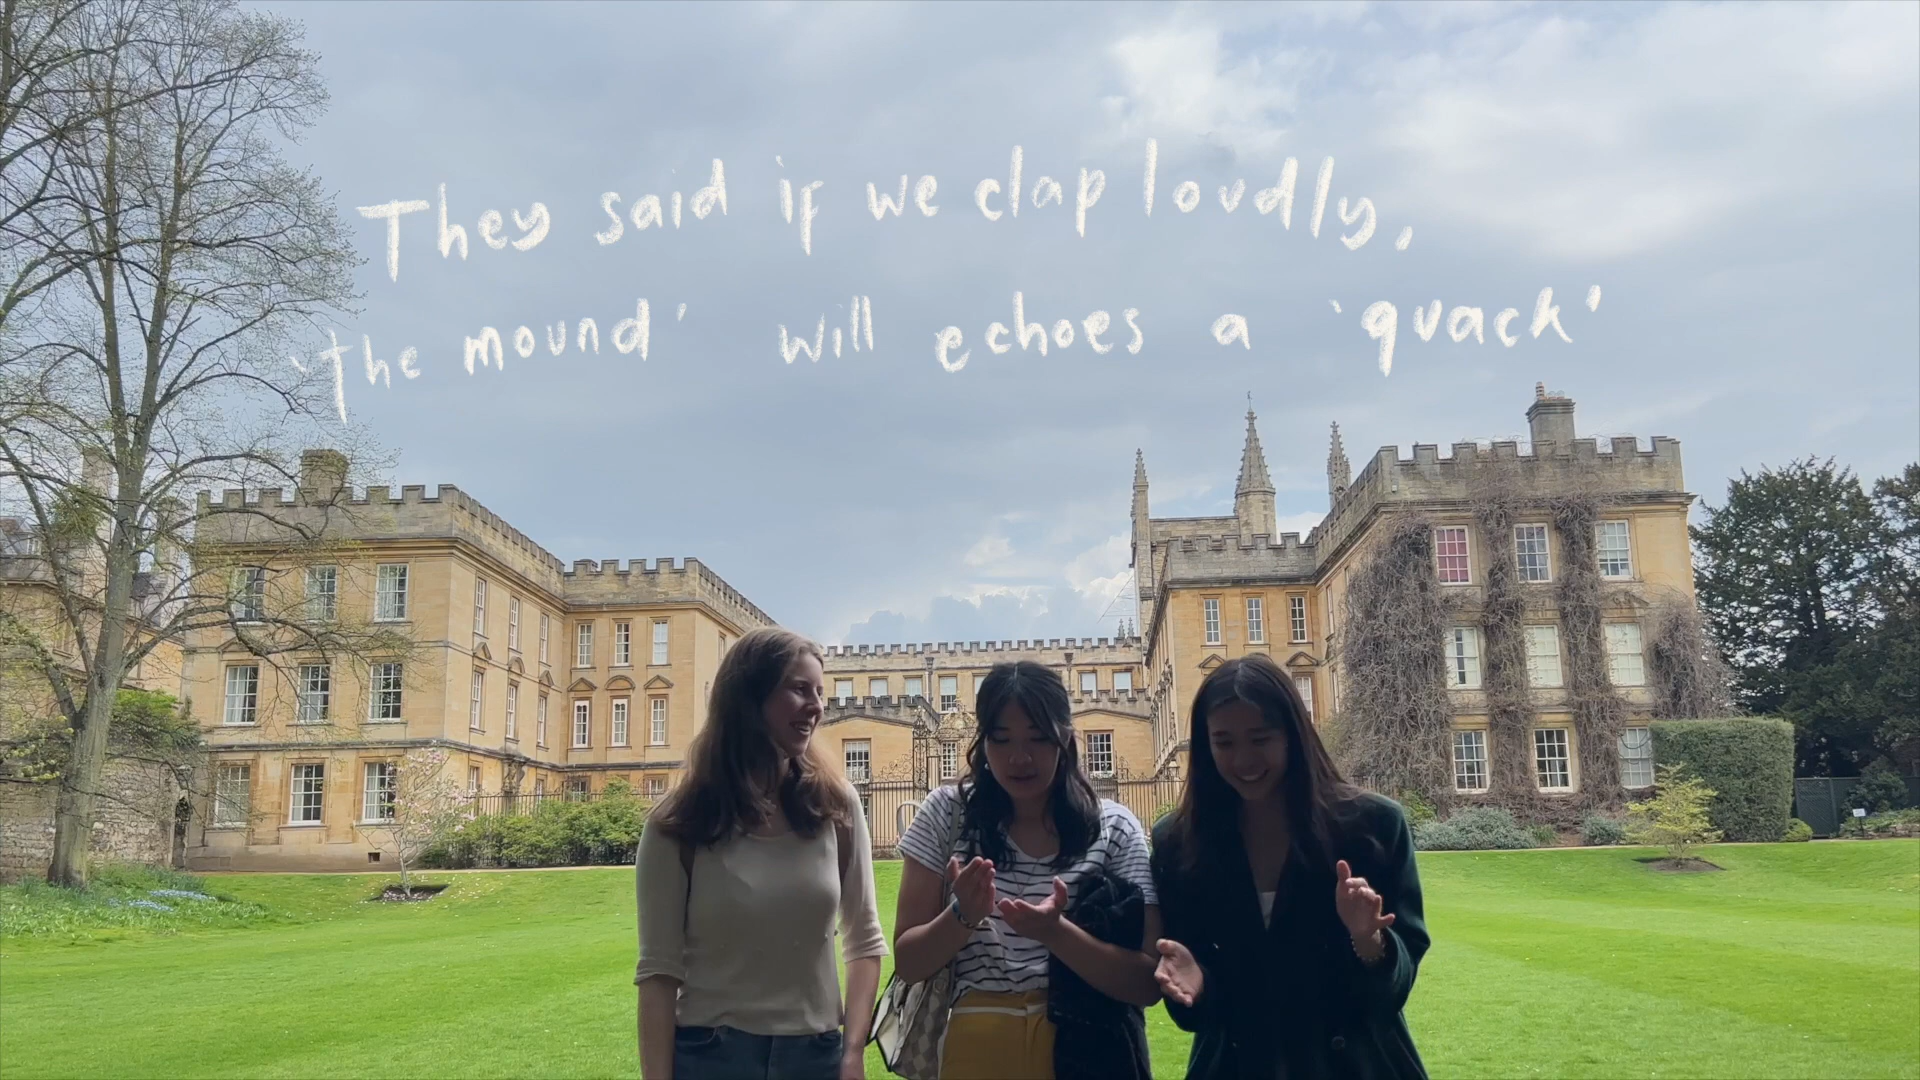 They said if we clap loudly,
'the mound' will echoes a 'quack'